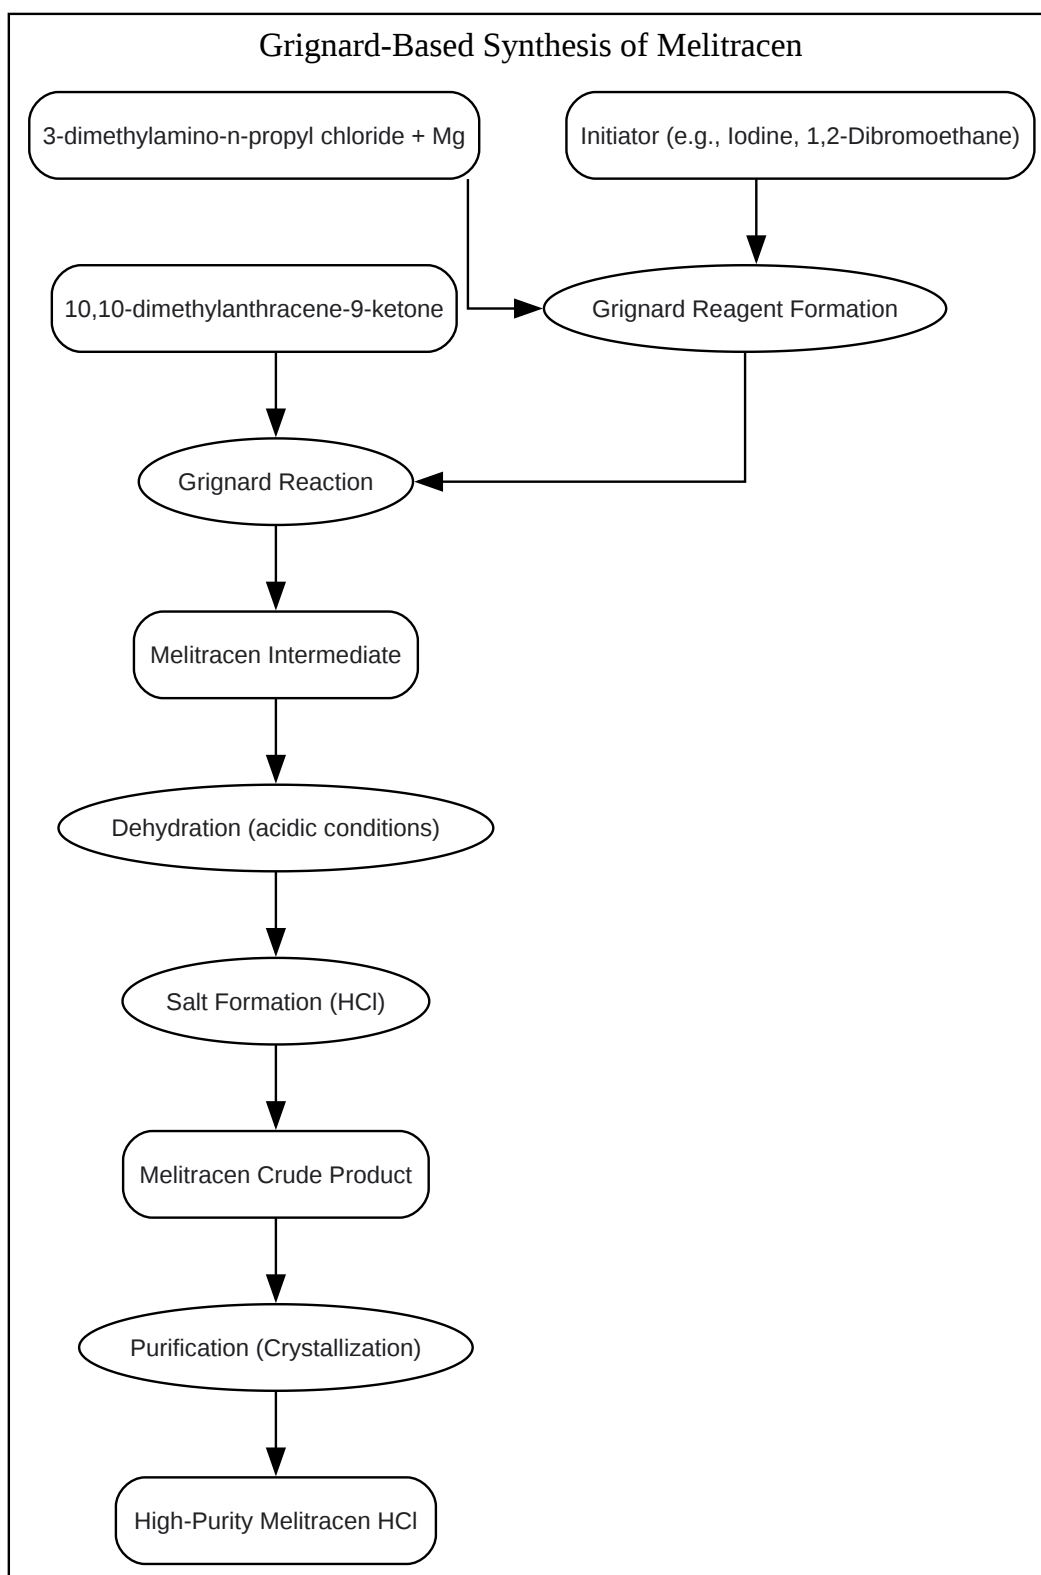 Grignard-Based Synthesis of Melitracen
3-dimethylamino-n-propyl chloride + Mg
Initiator (e.g., Iodine, 1,2-Dibromoethane)
10,10-dimethylanthracene-9-ketone
Grignard Reagent Formation
Grignard Reaction
Melitracen Intermediate
Dehydration (acidic conditions)
Salt Formation (HCl)
Melitracen Crude Product
Purification (Crystallization)
High-Purity Melitracen HCl